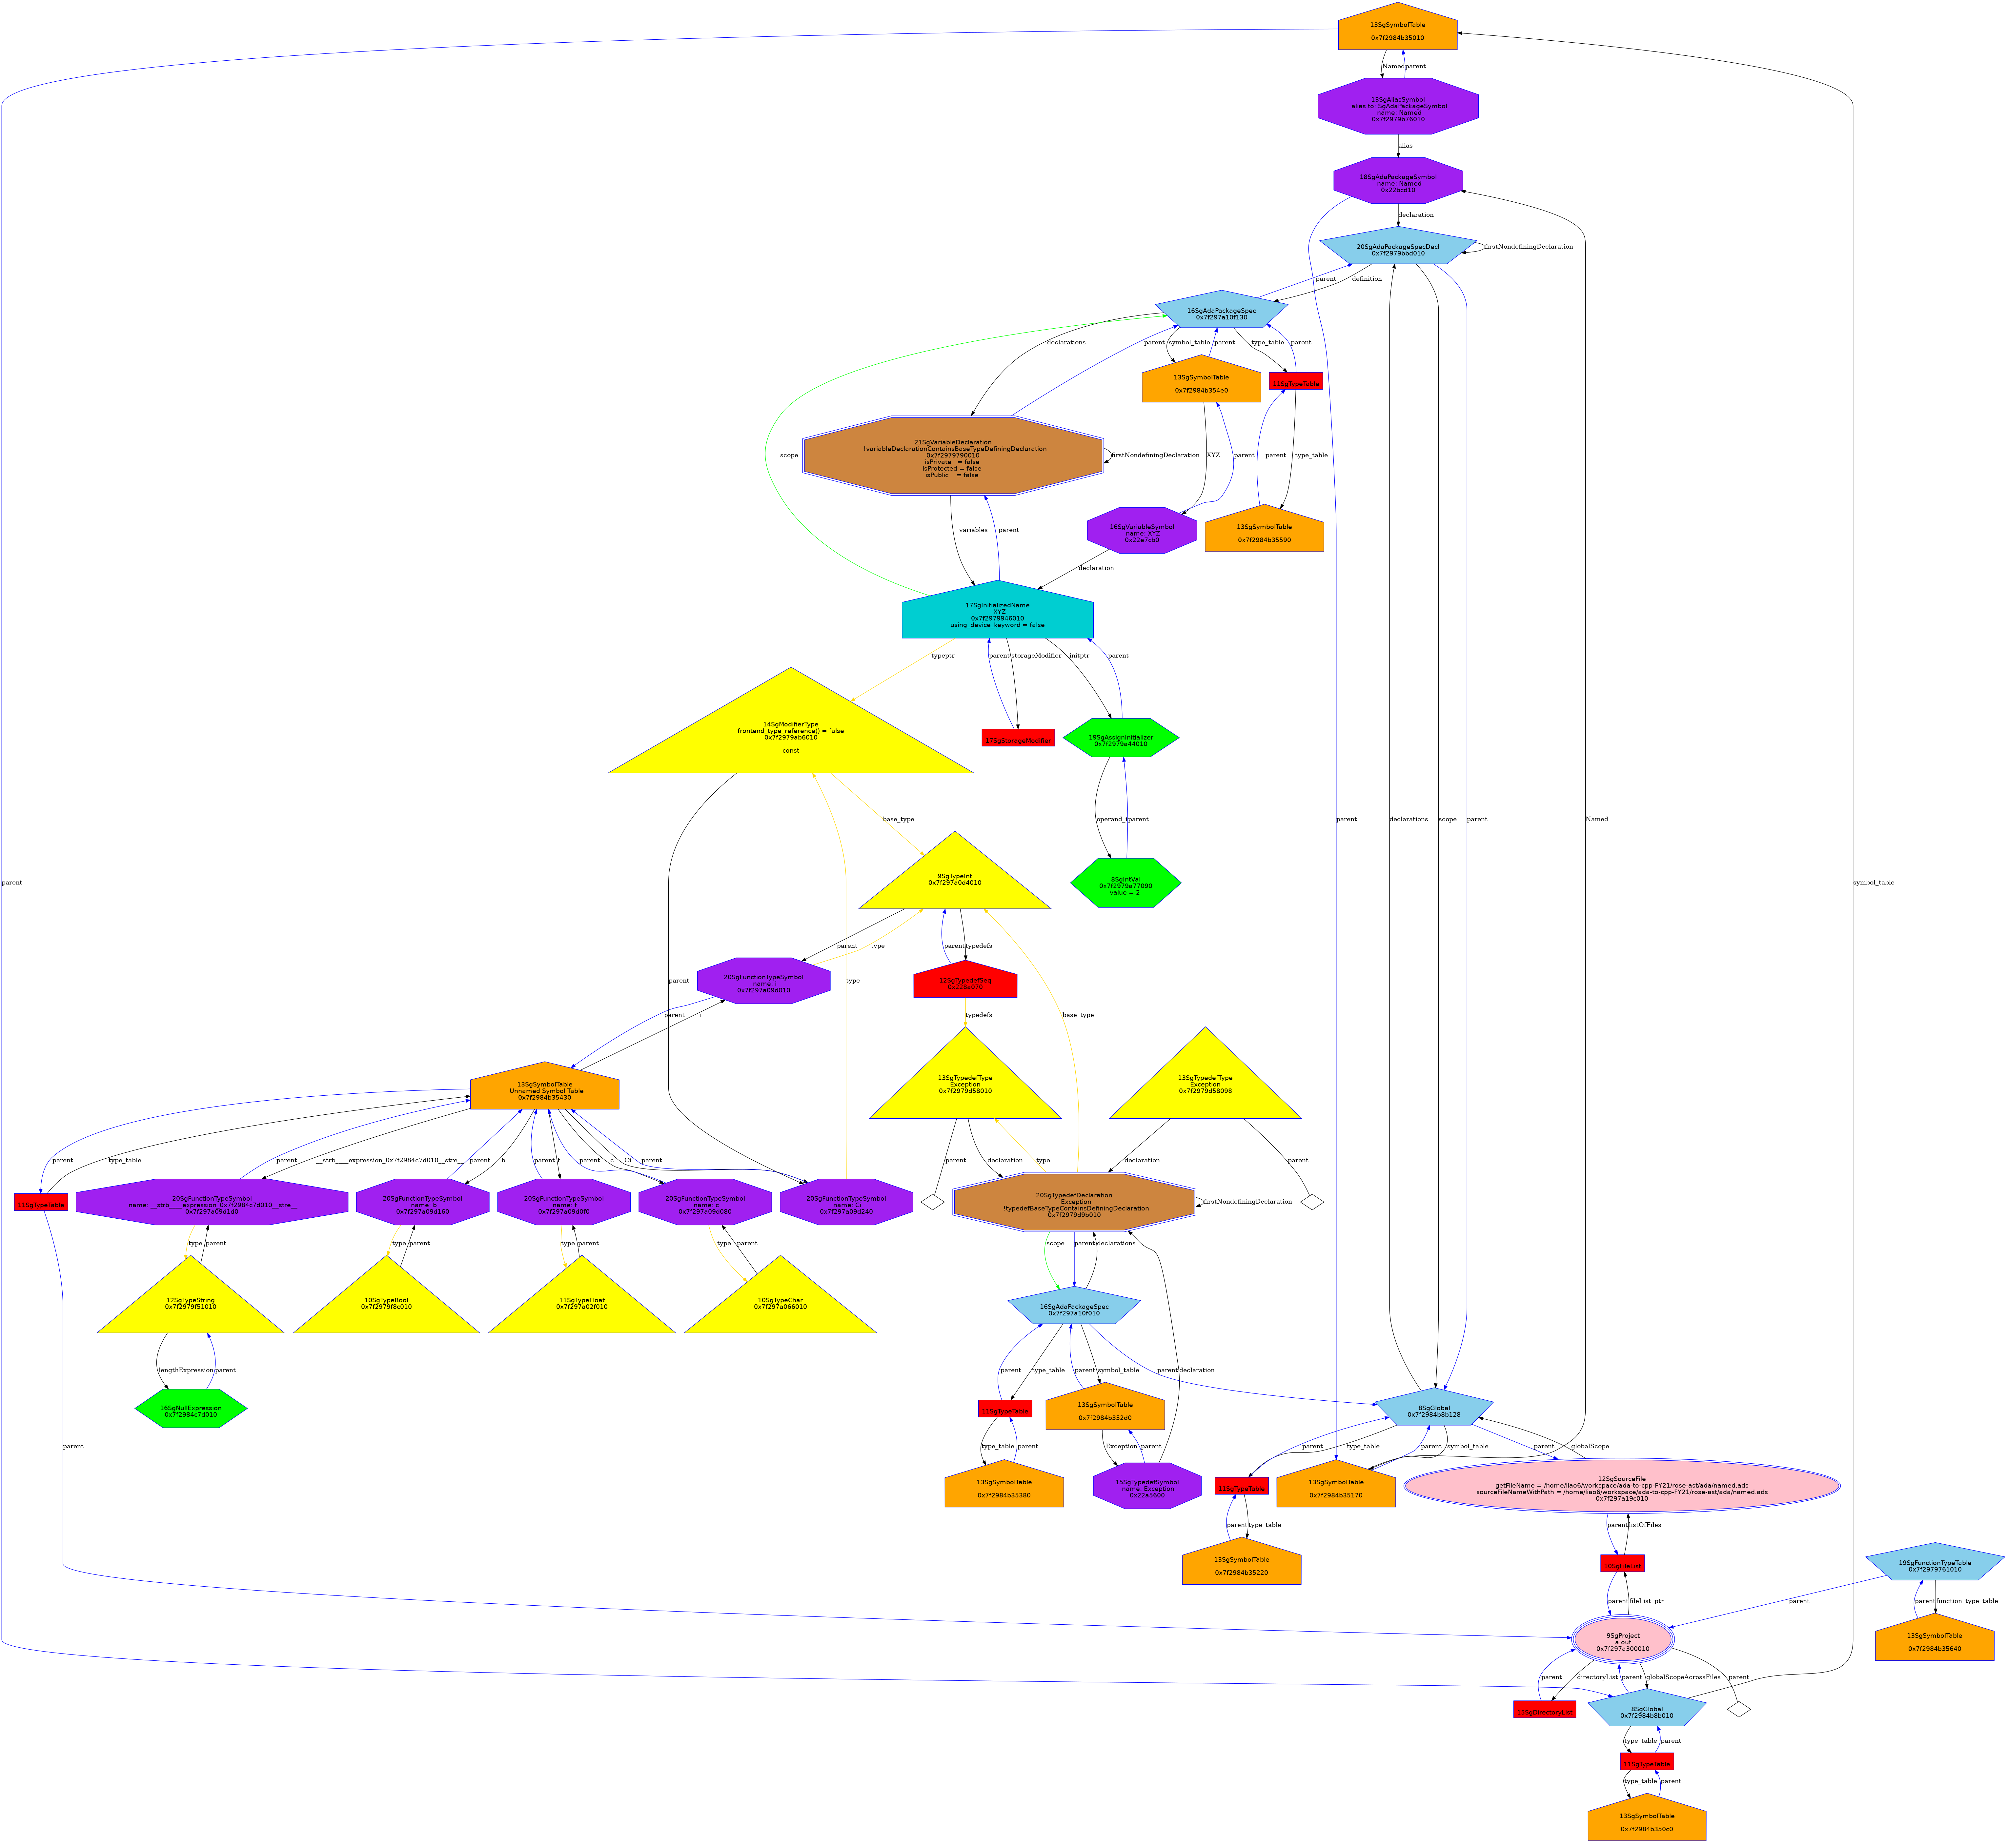 13SgSymbolTable
0x7f2984b35010
Named
parent
13SgAliasSymbol
alias to: SgAdaPackageSymbol
name: Named
0x7f2979b76010
alias
18SgAdaPackageSymbol
name: Named
0x22bcd10
declaration
20SgAdaPackageSpecDecl
0x7f2979bbd010
firstNondefiningDeclaration
parent
definition
16SgAdaPackageSpec
0x7f297a10f130
declarations
parent
symbol_table
parent
type_table
parent
13SgSymbolTable
0x7f2984b354e0
11SgTypeTable
21SgVariableDeclaration
!variableDeclarationContainsBaseTypeDefiningDeclaration
0x7f2979790010
isPrivate = false
isProtected = false
isPublic = false
scope
firstNondefiningDeclaration
XYZ
parent
parent
type_table
variables
parent
16SgVariableSymbol
name: XYZ
0x22e7cb0
13SgSymbolTable
0x7f2984b35590
declaration
17SgInitializedName
XYZ
0x7f2979946010
using_device_keyword = false
typeptr
parent
storageModifier
initptr
parent
14SgModifierType
frontend_type_reference() = false
0x7f2979ab6010
const
17SgStorageModifier
19SgAssignInitializer
0x7f2979a44010
base_type
operand_i
parent
parent
declarations
scope
parent
Named
9SgTypeInt
0x7f297a0d4010
8SgIntVal
0x7f2979a77090
value = 2
parent
symbol_table
parent
type
parent
typedefs
parent
type
20SgFunctionTypeSymbol
name: i
0x7f297a09d010
12SgTypedefSeq
0x228a070
parent
i
typedefs
base_type
13SgSymbolTable
Unnamed Symbol Table
0x7f2984b35430
13SgTypedefType
Exception
0x7f2979d58010
13SgTypedefType
Exception
0x7f2979d58098
parent
type_table
parent
__strb____expression_0x7f2984c7d010__stre__
parent
b
parent
f
parent
c
Ci
parent
parent
declaration
type
declaration
parent
11SgTypeTable
20SgFunctionTypeSymbol
name: __strb____expression_0x7f2984c7d010__stre__
0x7f297a09d1d0
20SgFunctionTypeSymbol
name: b
0x7f297a09d160
20SgFunctionTypeSymbol
name: f
0x7f297a09d0f0
20SgFunctionTypeSymbol
name: c
0x7f297a09d080
20SgFunctionTypeSymbol
name: Ci
0x7f297a09d240
20SgTypedefDeclaration
Exception
!typedefBaseTypeContainsDefiningDeclaration
0x7f2979d9b010
firstNondefiningDeclaration
type
parent
type
parent
type
parent
type
parent
scope
parent
declarations
12SgTypeString
0x7f2979f51010
10SgTypeBool
0x7f2979f8c010
11SgTypeFloat
0x7f297a02f010
10SgTypeChar
0x7f297a066010
16SgAdaPackageSpec
0x7f297a10f010
lengthExpression
parent
parent
type_table
parent
symbol_table
parent
declaration
16SgNullExpression
0x7f2984c7d010
11SgTypeTable
13SgSymbolTable
0x7f2984b352d0
8SgGlobal
0x7f2984b8b128
parent
type_table
parent
Exception
parent
parent
type_table
parent
symbol_table
parent
globalScope
13SgSymbolTable
0x7f2984b35380
15SgTypedefSymbol
name: Exception
0x22a5600
11SgTypeTable
13SgSymbolTable
0x7f2984b35170
12SgSourceFile
getFileName = /home/liao6/workspace/ada-to-cpp-FY21/rose-ast/ada/named.ads
sourceFileNameWithPath = /home/liao6/workspace/ada-to-cpp-FY21/rose-ast/ada/named.ads
0x7f297a19c010
parent
type_table
parent
listOfFiles
13SgSymbolTable
0x7f2984b35220
10SgFileList
19SgFunctionTypeTable
0x7f2979761010
parent
fileList_ptr
parent
parent
function_type_table
9SgProject
a.out
0x7f297a300010
13SgSymbolTable
0x7f2984b35640
parent
directoryList
parent
globalScopeAcrossFiles
parent
15SgDirectoryList
8SgGlobal
0x7f2984b8b010
type_table
parent
11SgTypeTable
type_table
parent
13SgSymbolTable
0x7f2984b350c0